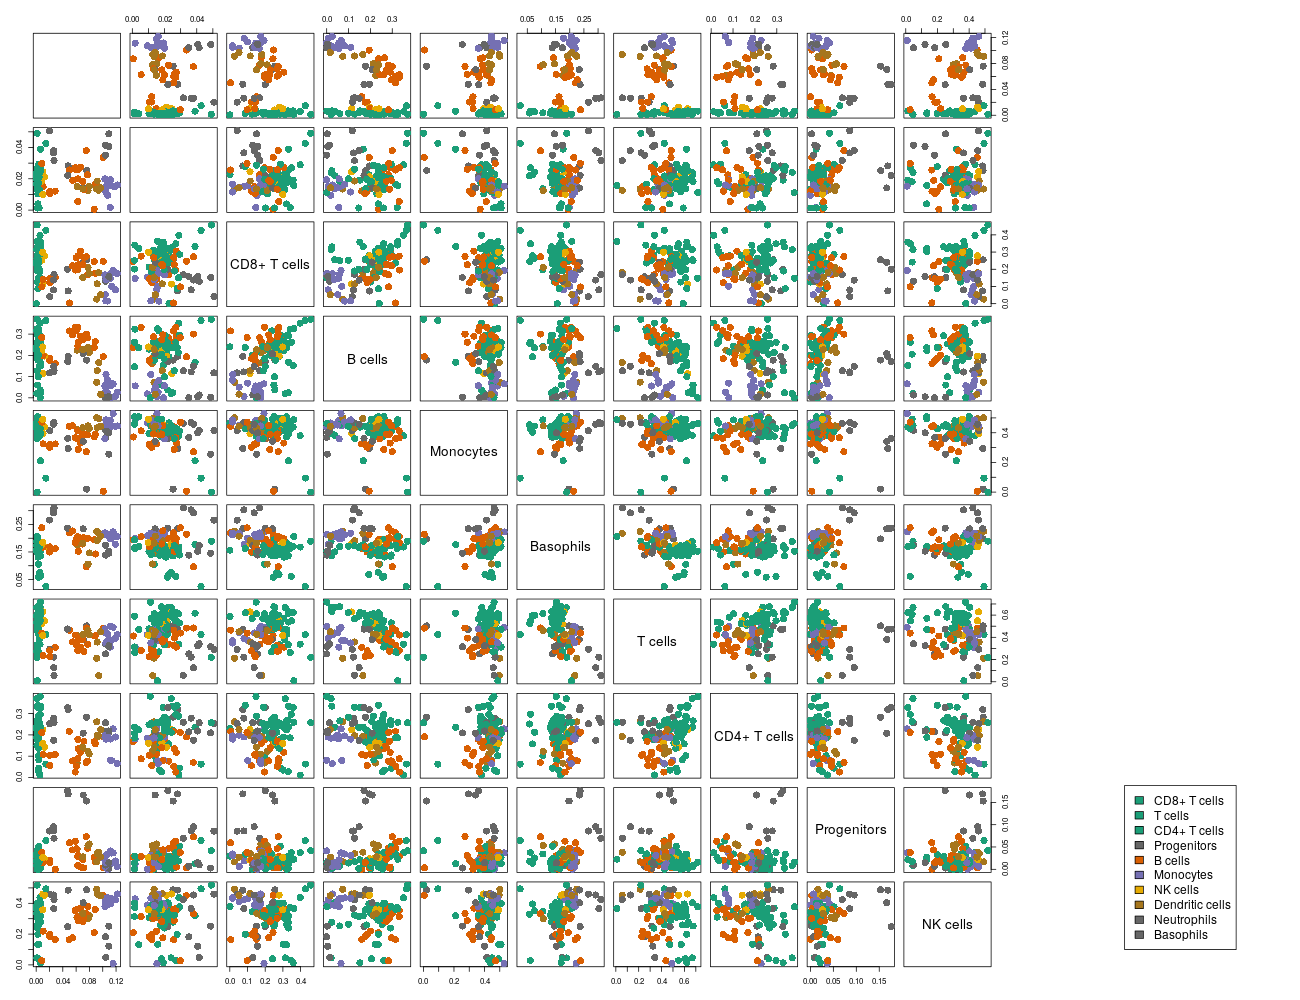 0.00 0.02 0.04 0.0 0.1 0.3 0.05 0.15 0.25 0.0 0.1 0.2 0.3 0.0 0.2 0.4
0.00 0.04 0.08 0.12
0.00 0.02 0.04
CD8+ T cells
0.0 0.1 0.2 0.3 0.4
B cells
0.0 0.1 0.2 0.3
Monocytes
0.0 0.2 0.4
Basophils
0.05 0.15 0.25
T cells
0.0 0.2 0.4 0.6
CD4+ T cells
0.0 0.1 0.2 0.3
Progenitors
0.00 0.05 0.10 0.15
NK cells
0.0 0.2 0.4
0.00 0.04 0.08 0.12 0.0 0.1 0.2 0.3 0.4 0.0 0.2 0.4 0.0 0.2 0.4 0.6 0.00 0.05 0.10 0.15
CD8+ T cells
T cells
CD4+ T cells
Progenitors
B cells
Monocytes
NK cells
Dendritic cells
Neutrophils
Basophils